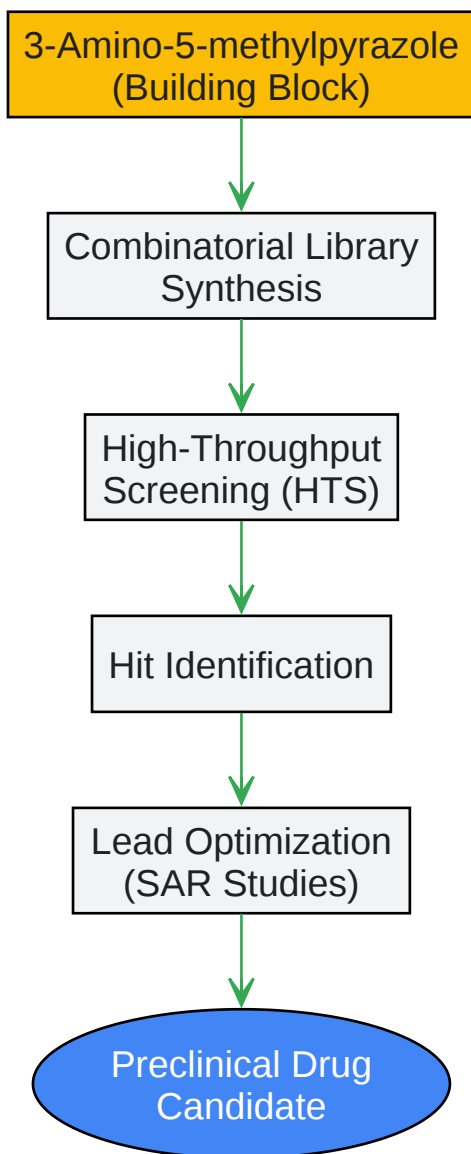 3-Amino-5-methylpyrazole
(Building Block)
Combinatorial Library
Synthesis
High-Throughput
Screening (HTS)
Hit Identification
Lead Optimization
(SAR Studies)
Preclinical Drug
Candidate